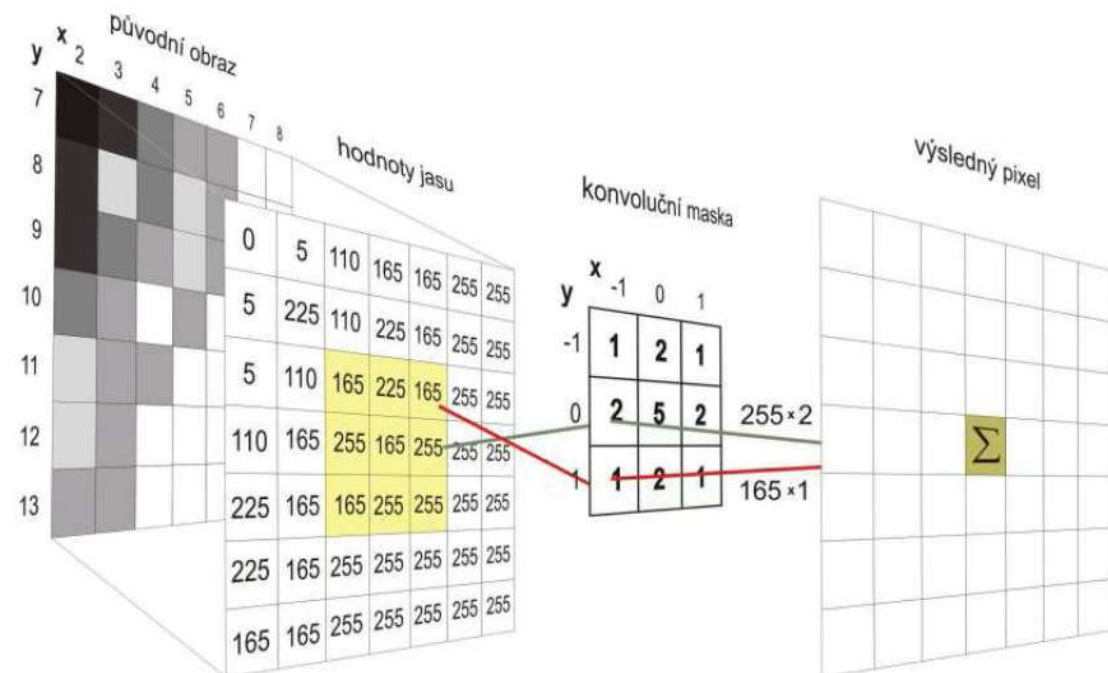 původní obraz
x 2 3 4 5 6 7 8
y
7
8
9
10
11
12
13
hodnoty jasu
0 5 110 165 165 255 255
5 225 110 225 165 255 255
5 110 165 225 165 255 255
110 165 255 165 255 255 255
225 165 165 255 255 255 255
225 165 255 255 255 255 255
165 165 255 255 255 255 255
konvoluční maska
x -1 0 1
y
-1 1 2 1
0 2 5 2
1 1 2 1
255×2
165×1
výsledný pixel
Σ